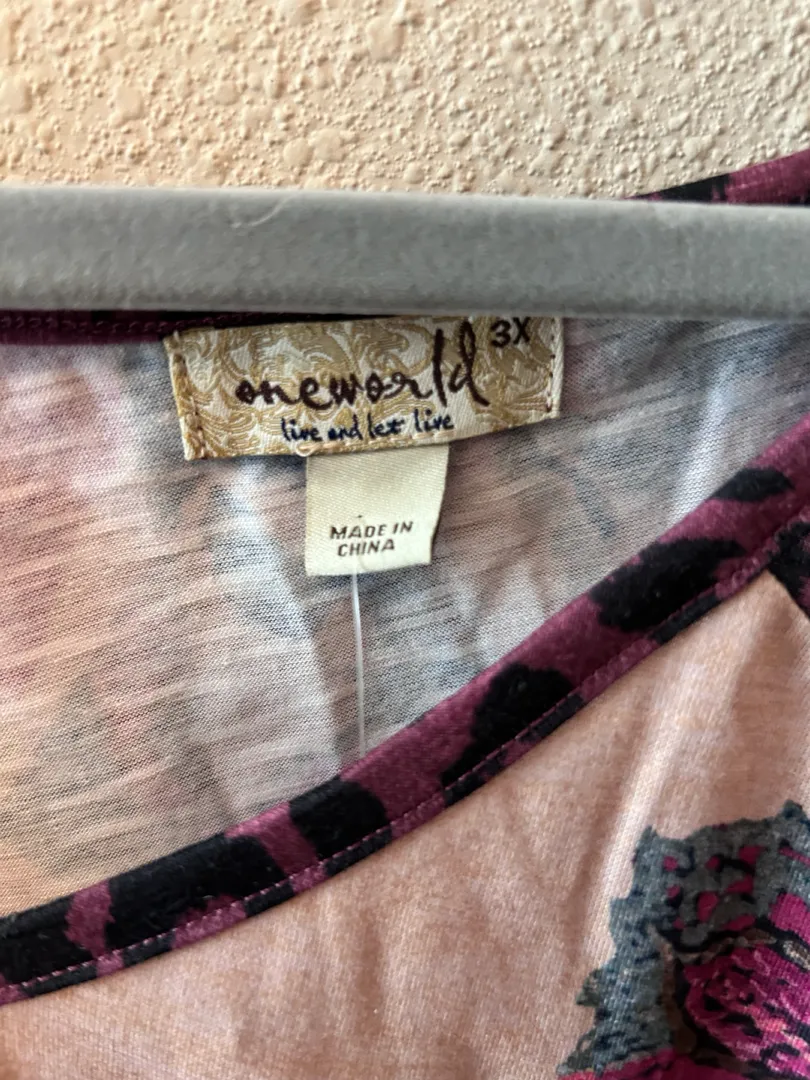 oneworld 3X
live and let live
MADE IN
CHINA